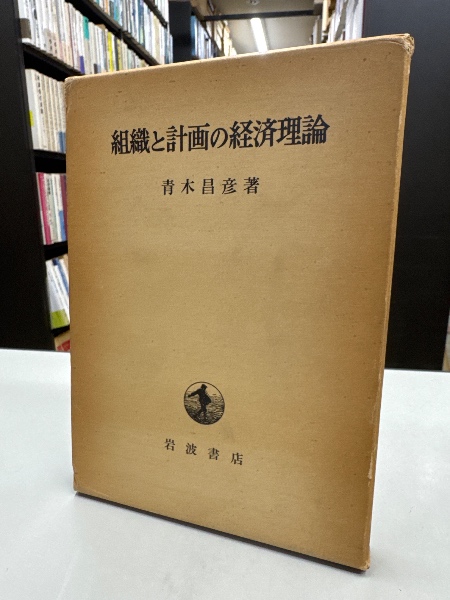 組織と計画の経済理論
青木昌彦著
岩波書店